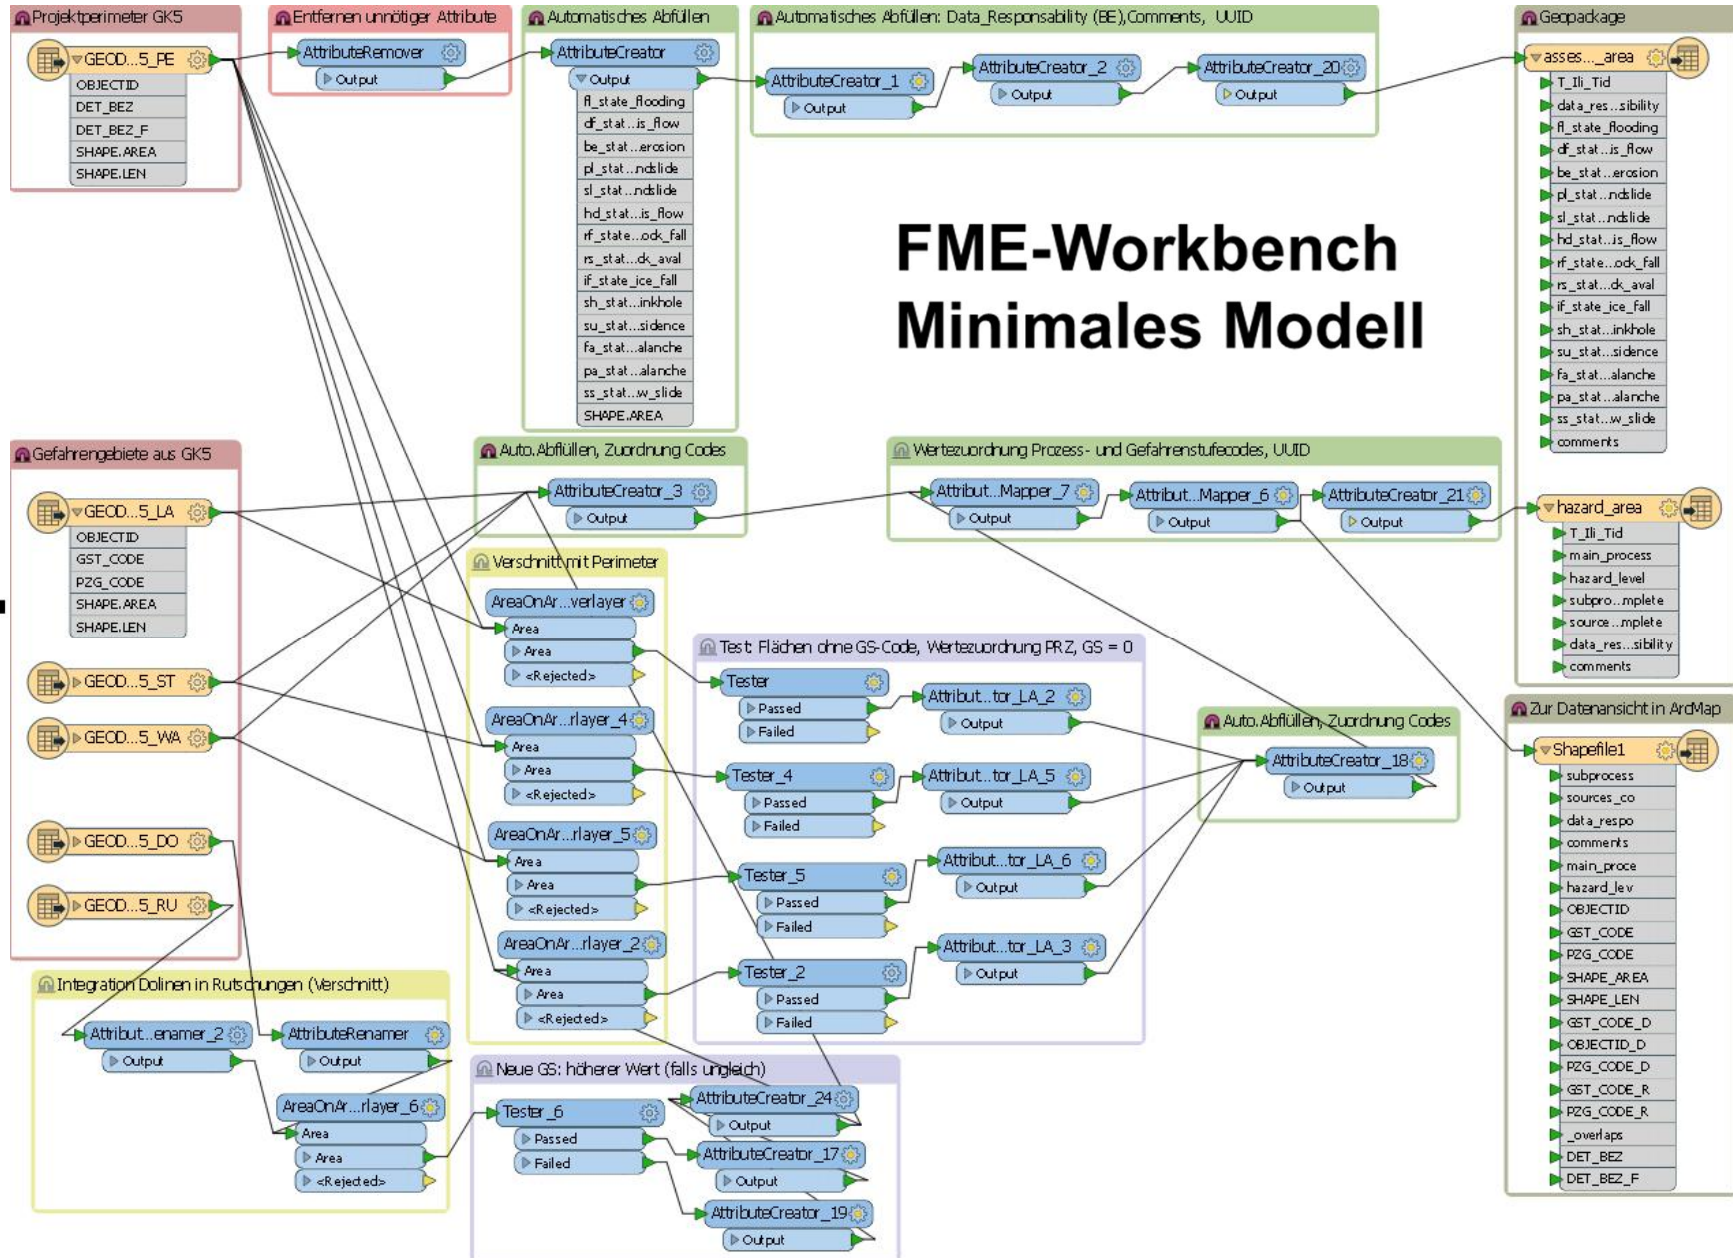 Projektperimeter GK5
GEOD...5_PE
OBJECTID
DET_BEZ
DET_BEZ_F
SHAPE.AREA
SHAPE.LEN
Entfernen unnötiger Attribute
AttributeRemover
Output
Automatisches Abfüllen
AttributeCreator
Output
fl_state_flooding
df_stat...is_flow
be_stat...erosion
pl_stat...ndslide
sl_stat...ndslide
hd_stat...is_flow
rf_state...ock_fall
rs_stat...ck_aval
if_state_ice_fall
sh_stat...inkhole
su_stat...sidence
fa_stat...alanche
pa_stat...alanche
ss_stat...w_slide
SHAPE.AREA
Automatisches Abfüllen: Data_Responsability (BE),Comments, UUID
AttributeCreator_1
Output
AttributeCreator_2
Output
AttributeCreator_20
Output
Geopackage
asses..._area
T_Ili_Tid
data_res...sibility
fl_state_flooding
df_stat...is_flow
be_stat...erosion
pl_stat...ndslide
sl_stat...ndslide
hd_stat...is_flow
rf_state...ock_fall
rs_stat...ck_aval
if_state_ice_fall
sh_stat...inkhole
su_stat...sidence
fa_stat...alanche
pa_stat...alanche
ss_stat...w_slide
comments
hazard_area
T_Ili_Tid
main_process
hazard_level
subpro...mplete
source...mplete
data_res...sibility
comments
FME-Workbench
Minimales Modell
Gefahrengebiete aus GK5
GEOD...5_LA
OBJECTID
GST_CODE
PZG_CODE
SHAPE.AREA
SHAPE.LEN
GEOD...5_ST
GEOD...5_WA
GEOD...5_DO
GEOD...5_RU
Auto.Abflüllen, Zuordnung Codes
AttributeCreator_3
Output
Wertezuordnung Prozess- und Gefahrenstufecodes, UUID
Attribut...Mapper_7
Output
Attribut...Mapper_6
Output
AttributeCreator_21
Output
Verschnitt mit Perimeter
AreaOnAr...verlayer
Area
Area
<Rejected>
AreaOnAr...rlayer_4
Area
Area
<Rejected>
AreaOnAr...rlayer_5
Area
Area
<Rejected>
AreaOnAr...rlayer_2
Area
Area
<Rejected>
Test: Flächen ohne GS-Code, Wertezuordnung PRZ, GS = 0
Tester
Passed
Failed
Attribut...tor_LA_2
Output
Tester_4
Passed
Failed
Attribut...tor_LA_5
Output
Tester_5
Passed
Failed
Attribut...tor_LA_6
Output
Tester_2
Passed
Failed
Attribut...tor_LA_3
Output
Auto.Abflüllen, Zuordnung Codes
AttributeCreator_18
Output
Zur Datenansicht in ArcMap
Shapefile1
subprocess
sources_co
data_respo
comments
main_proce
hazard_lev
OBJECTID
GST_CODE
PZG_CODE
SHAPE_AREA
SHAPE_LEN
GST_CODE_D
OBJECTID_D
PZG_CODE_D
GST_CODE_R
PZG_CODE_R
_overlaps
DET_BEZ
DET_BEZ_F
Integration Dolinen in Rutschungen (Verschnitt)
Attribut...enamer_2
Output
AttributeRenamer
Output
AreaOnAr...rlayer_6
Area
Area
<Rejected>
Neue GS: höherer Wert (falls ungleich)
Tester_6
Passed
Failed
AttributeCreator_24
Output
AttributeCreator_17
Output
AttributeCreator_19
Output